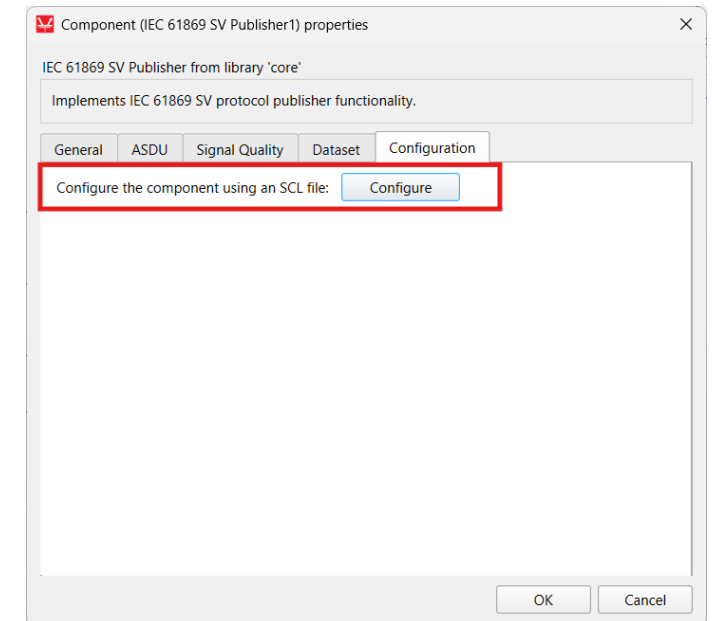 Component (IEC 61869 SV Publisher1) properties
IEC 61869 SV Publisher from library 'core'
Implements IEC 61869 SV protocol publisher functionality.
General ASDU Signal Quality Dataset Configuration
Configure the component using an SCL file: Configure
OK Cancel